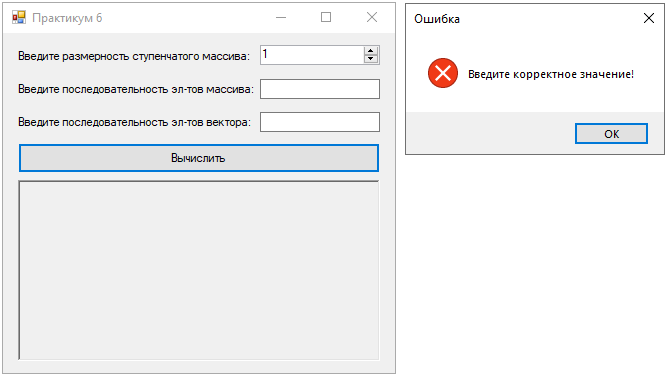 Практикум 6
Введите размерность ступенчатого массива:
1
Введите последовательность эл-тов массива:
Введите последовательность эл-тов вектора:
Вычислить
Ошибка
Введите корректное значение!
ОК